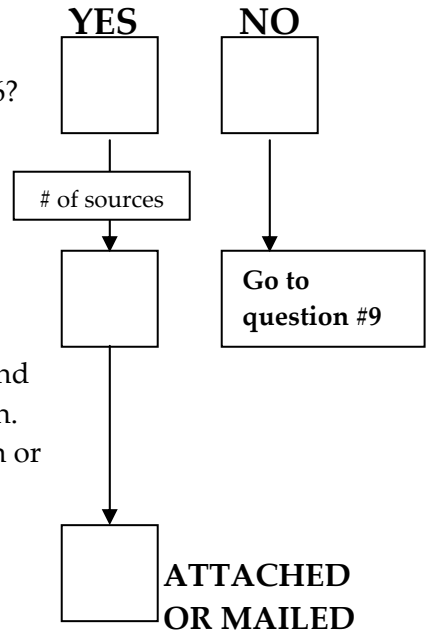 YES NO
6?
# of sources
Go to
question #9
nd
n.
n or
ATTACHED
OR MAILED